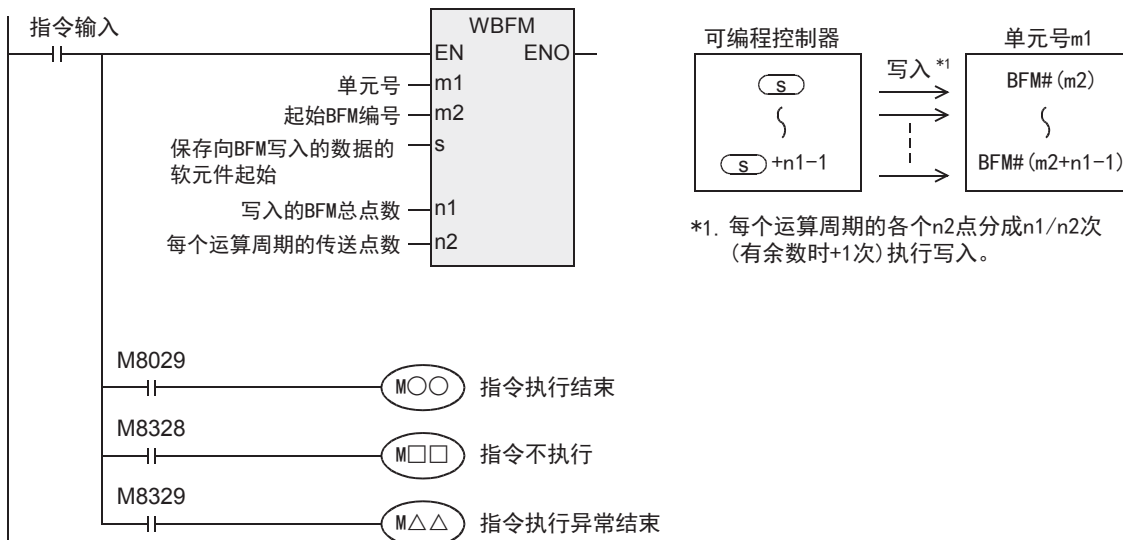 指令输入
WBFM
EN ENO
单元号 m1
起始BFM编号 m2
保存向BFM写入的数据的 s
软元件起始
写入的BFM总点数 n1
每个运算周期的传送点数 n2
可编程控制器
单元号m1
写入 *1
s
BFM#(m2)
s +n1-1
BFM#(m2+n1-1)
*1. 每个运算周期的各个n2点分成n1/n2次
(有余数时+1次)执行写入。
M8029
M○○ 指令执行结束
M8328
M□□ 指令不执行
M8329
M△△ 指令执行异常结束